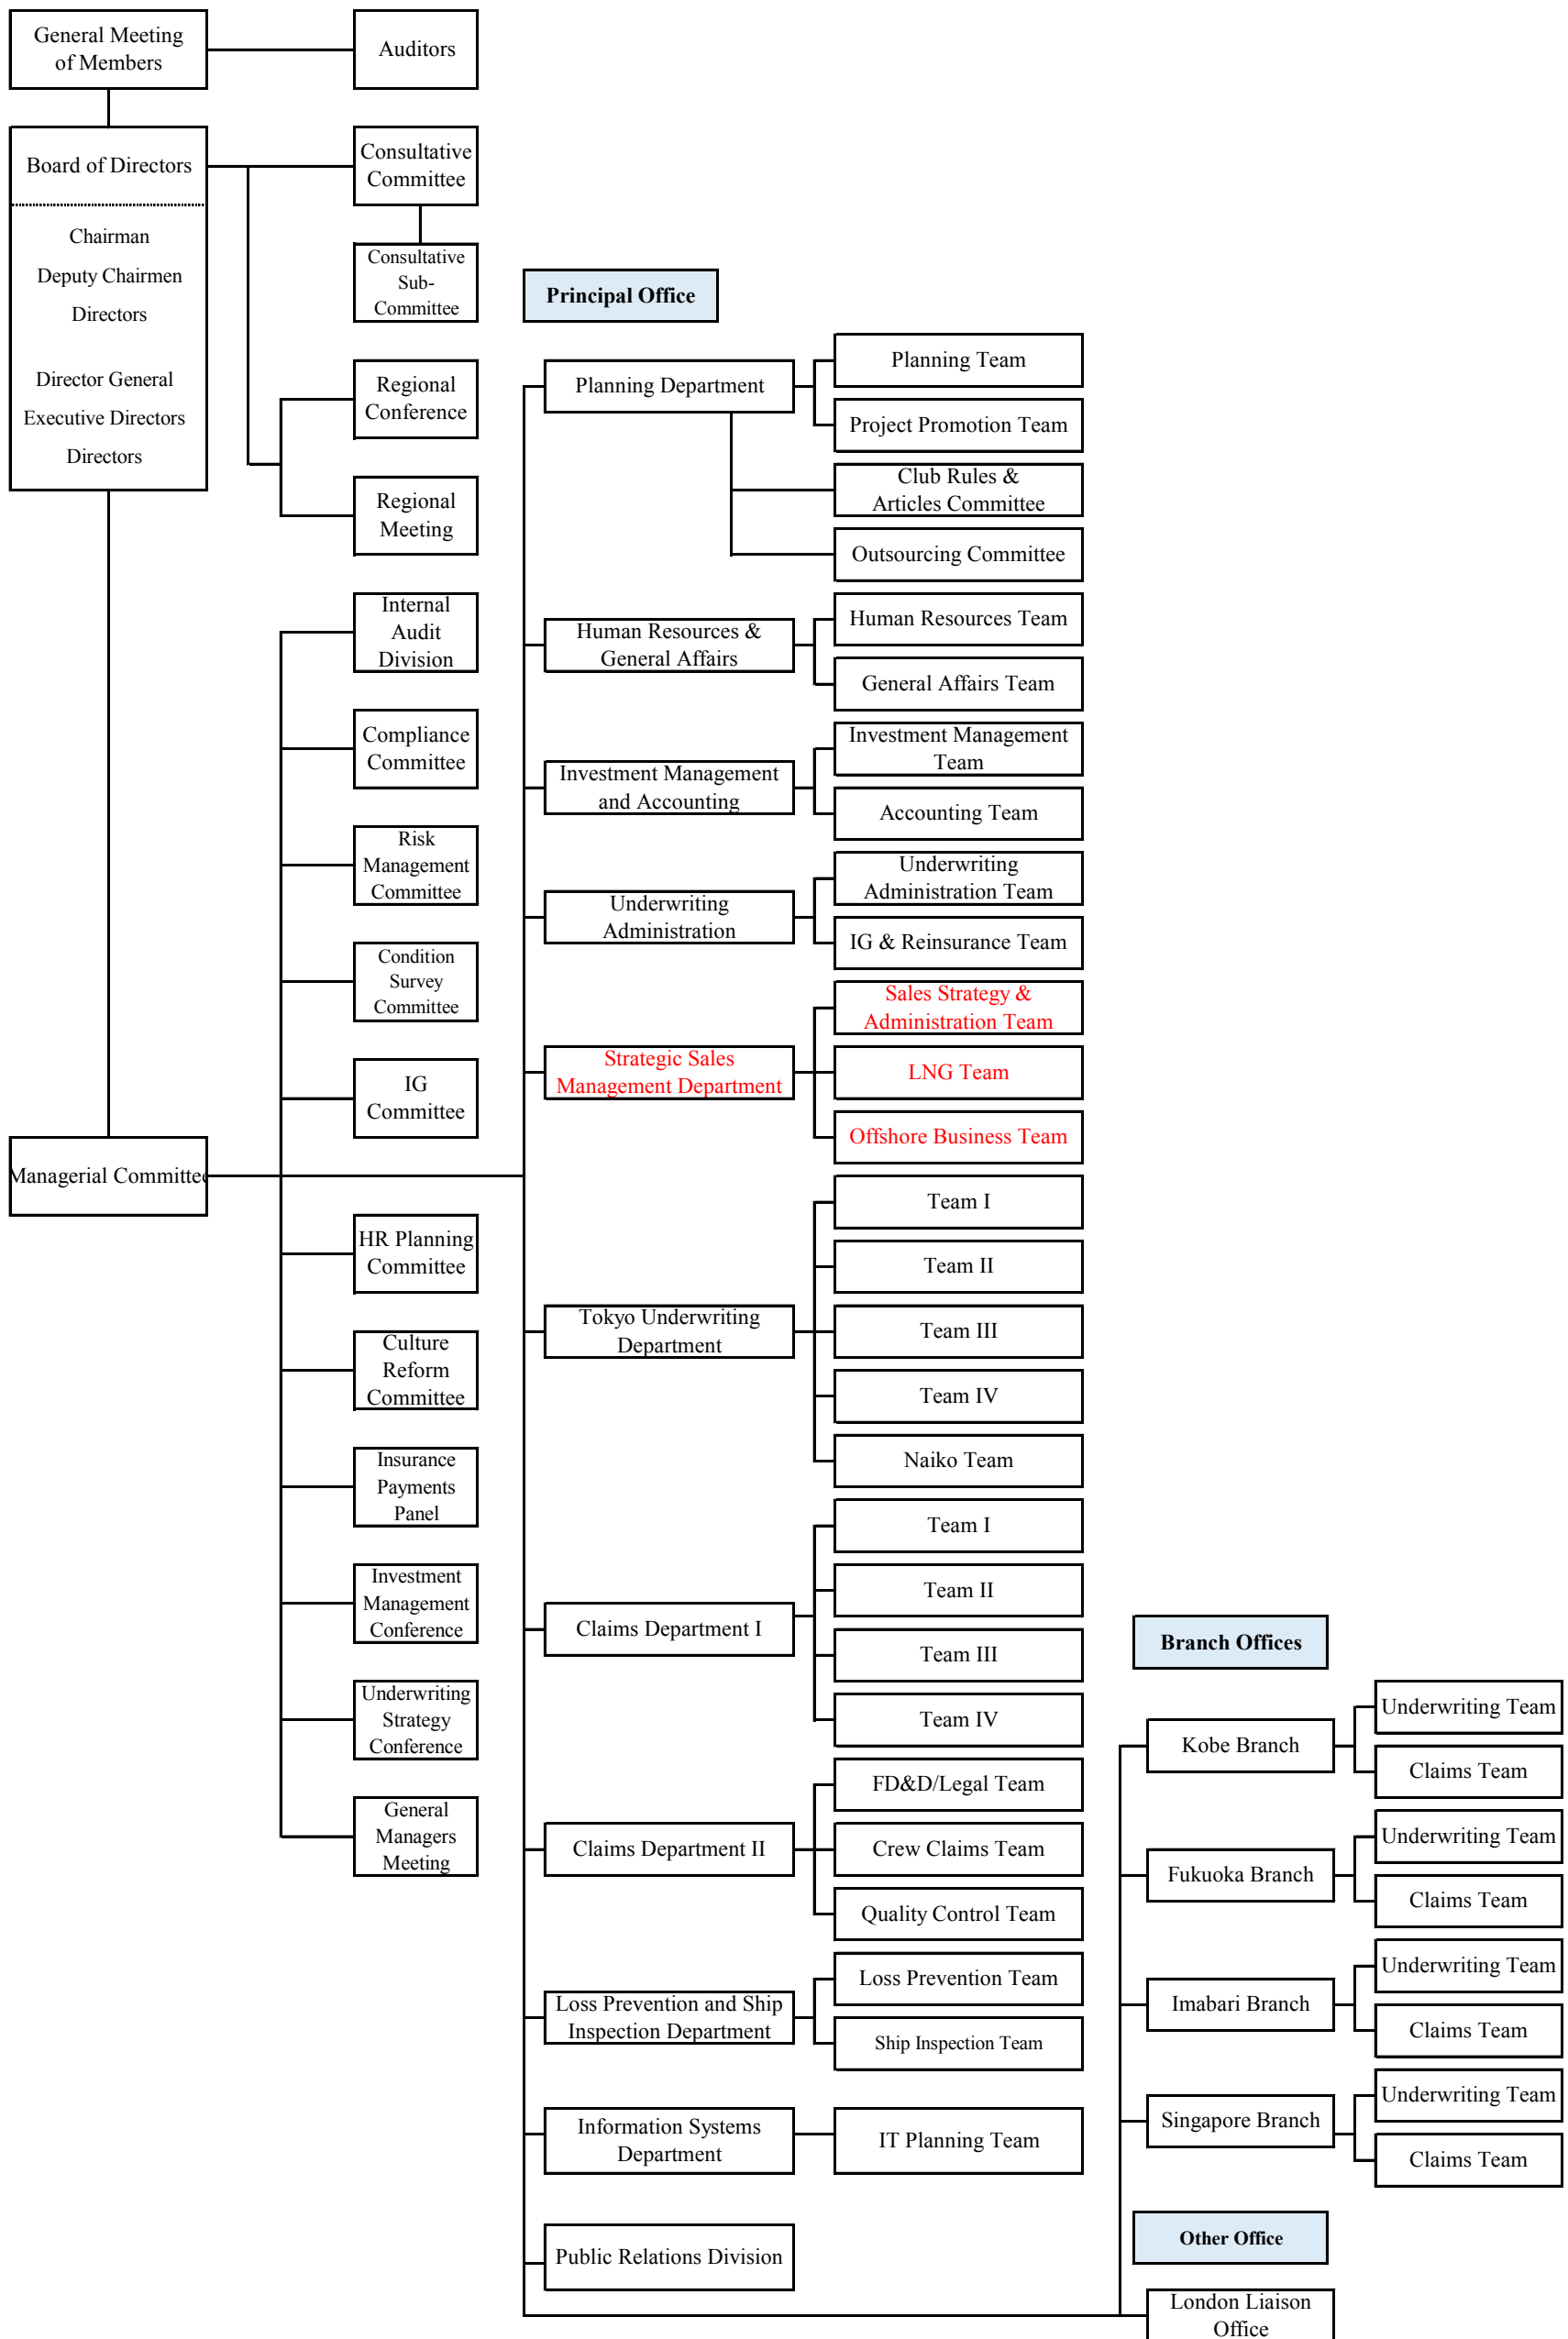 General Meeting
of Members
Auditors
Board of Directors
Chairman
Deputy Chairmen
Directors
Director General
Executive Directors
Directors
Consultative
Committee
Consultative
Sub-
Committee
Regional
Conference
Regional
Meeting
Internal
Audit
Division
Compliance
Committee
Risk
Management
Committee
Condition
Survey
Committee
IG
Committee
Managerial Committee
HR Planning
Committee
Culture
Reform
Committee
Insurance
Payments
Panel
Investment
Management
Conference
Underwriting
Strategy
Conference
General
Managers
Meeting
Principal Office
Planning Department
Planning Team
Project Promotion Team
Club Rules &
Articles Committee
Outsourcing Committee
Human Resources &
General Affairs
Human Resources Team
General Affairs Team
Investment Management
and Accounting
Investment Management
Team
Accounting Team
Underwriting
Administration
Underwriting
Administration Team
IG & Reinsurance Team
Strategic Sales
Management Department
Sales Strategy &
Administration Team
LNG Team
Offshore Business Team
Tokyo Underwriting
Department
Team I
Team II
Team III
Team IV
Naiko Team
Claims Department I
Team I
Team II
Team III
Team IV
Claims Department II
FD&D/Legal Team
Crew Claims Team
Quality Control Team
Loss Prevention and Ship
Inspection Department
Loss Prevention Team
Ship Inspection Team
Information Systems
Department
IT Planning Team
Public Relations Division
Branch Offices
Kobe Branch
Underwriting Team
Claims Team
Fukuoka Branch
Underwriting Team
Claims Team
Imabari Branch
Underwriting Team
Claims Team
Singapore Branch
Underwriting Team
Claims Team
Other Office
London Liaison
Office